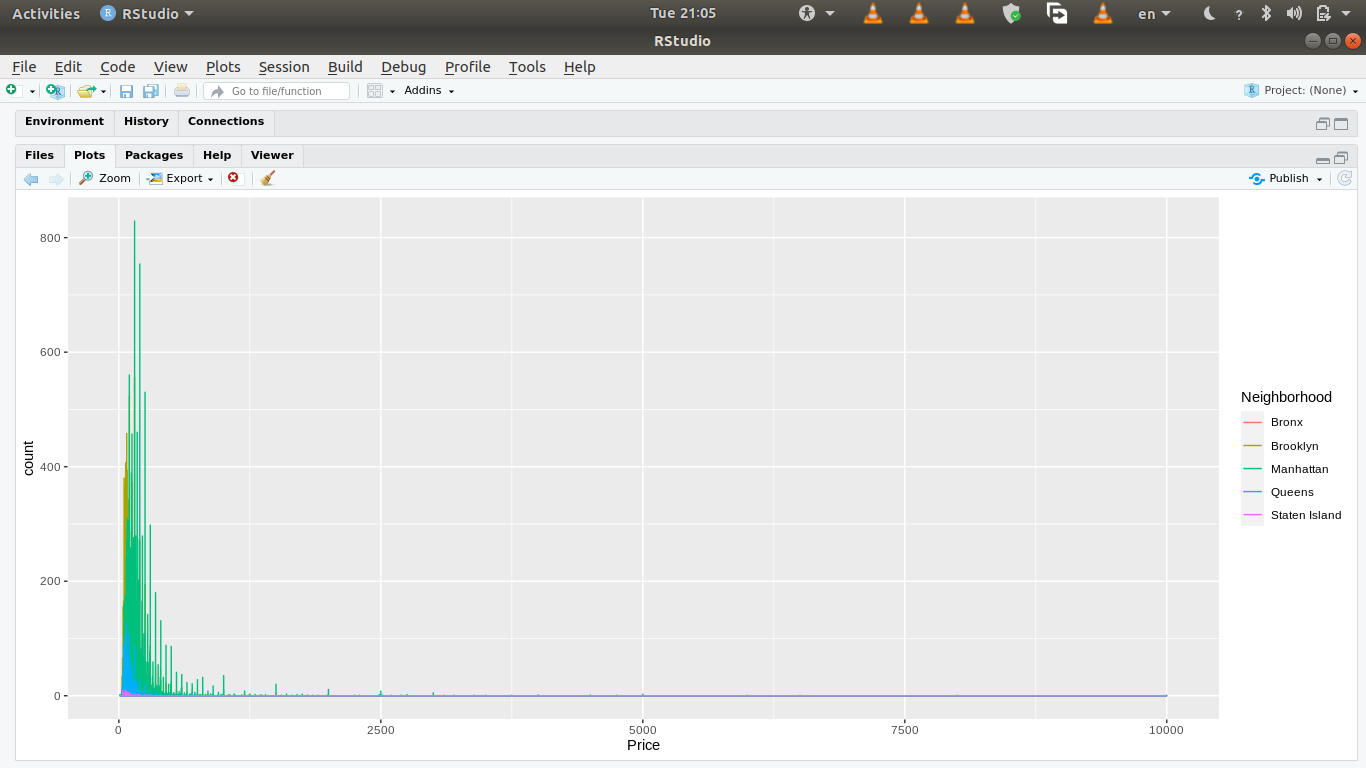 Activities RStudio Tue 21:05 en ?
RStudio
File Edit Code View Plots Session Build Debug Profile Tools Help
Go to file/function Addins Project: (None)
Environment History Connections
Files Plots Packages Help Viewer
Zoom Export Publish
800
600
400
200
0
count
0 2500 5000 7500 10000
Price
Neighborhood
Bronx
Brooklyn
Manhattan
Queens
Staten Island